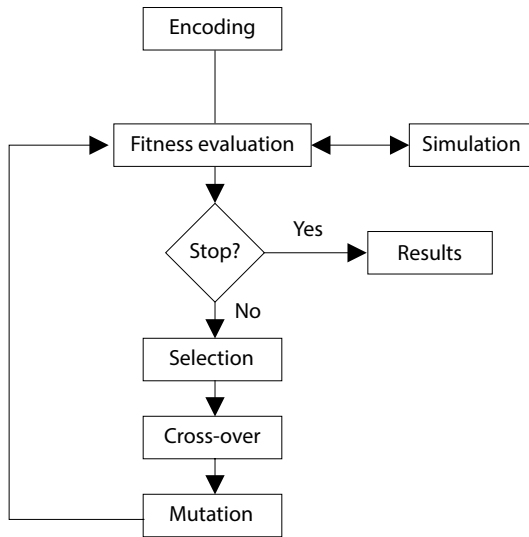 Encoding
Fitness evaluation
Simulation
Stop?
Yes
Results
No
Selection
Cross-over
Mutation